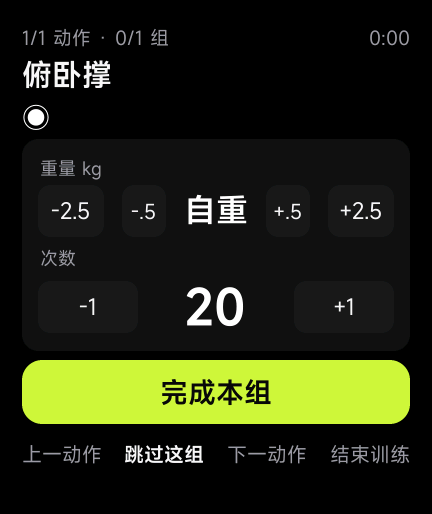 1/1 动作 · 0/1 组 0:00
俯卧撑
重量 kg
-2.5 -.5 自重 +.5 +2.5
次数
-1 20 +1
完成本组
上一动作 跳过这组 下一动作 结束训练